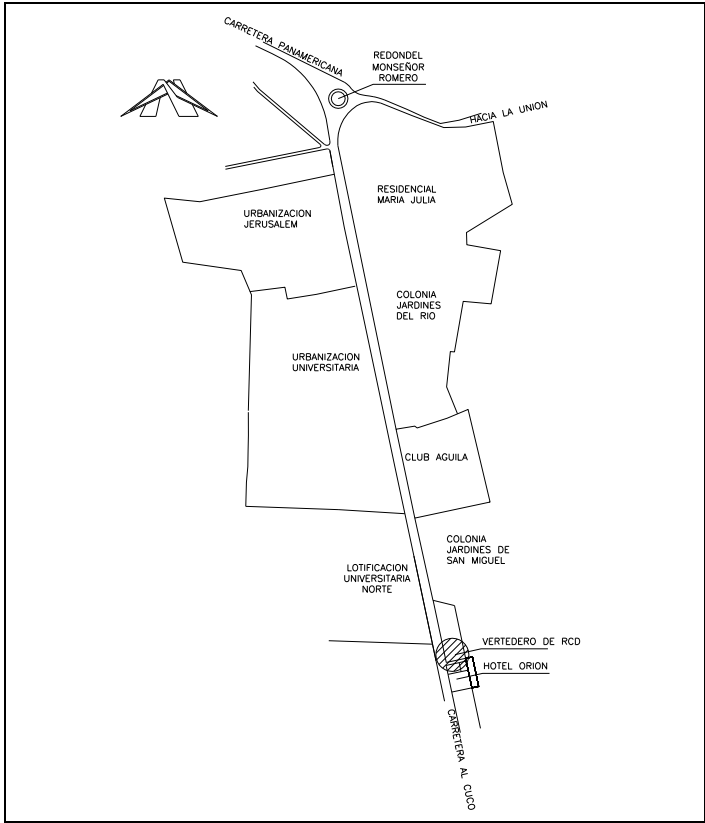 CARRETERA PANAMERICANA
REDONDEL
MONSEÑOR
ROMERO
HACIA LA UNION
RESIDENCIAL
MARIA JULIA
URBANIZACION
JERUSALEM
COLONIA
JARDINES
DEL RIO
URBANIZACION
UNIVERSITARIA
CLUB AGUILA
COLONIA
JARDINES DE
SAN MIGUEL
LOTIFICACION
UNIVERSITARIA
NORTE
VERTEDERO DE RCD
HOTEL ORION
CARRETERA AL CUCO